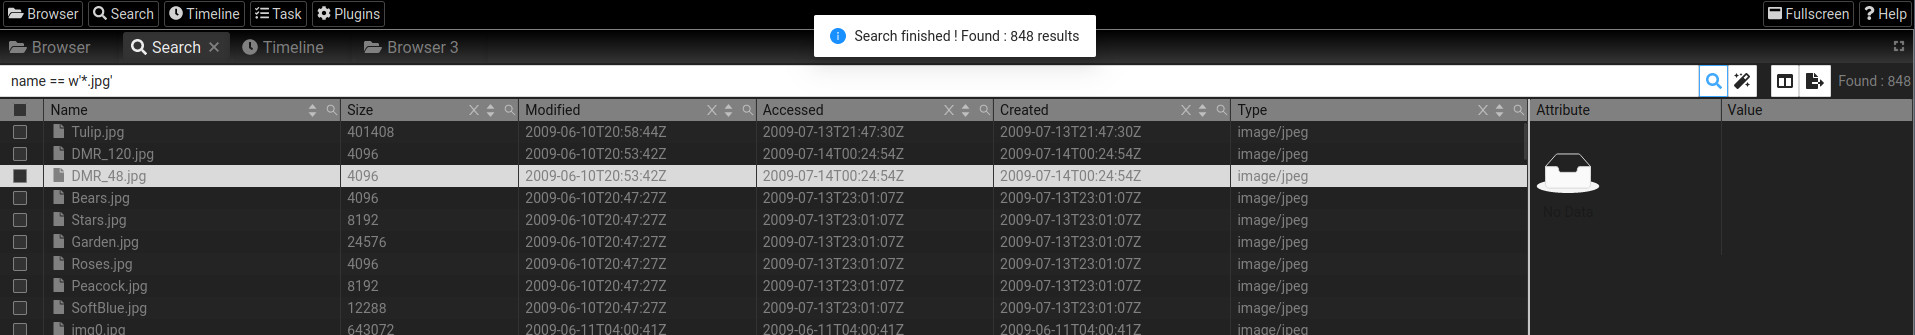 Browser Search Timeline Task Plugins Fullscreen ? Help
Browser Search Timeline Browser 3
Search finished ! Found : 848 results
name == w'*.jpg' Found : 848
Name Size Modified Accessed Created Type Attribute Value
Tulip.jpg 401408 2009-06-10T20:58:44Z 2009-07-13T21:47:30Z 2009-07-13T21:47:30Z image/jpeg
DMR_120.jpg 4096 2009-06-10T20:53:42Z 2009-07-14T00:24:54Z 2009-07-14T00:24:54Z image/jpeg
DMR_48.jpg 4096 2009-06-10T20:53:42Z 2009-07-14T00:24:54Z 2009-07-14T00:24:54Z image/jpeg
Bears.jpg 4096 2009-06-10T20:47:27Z 2009-07-13T23:01:07Z 2009-07-13T23:01:07Z image/jpeg
Stars.jpg 8192 2009-06-10T20:47:27Z 2009-07-13T23:01:07Z 2009-07-13T23:01:07Z image/jpeg
No Data
Garden.jpg 24576 2009-06-10T20:47:27Z 2009-07-13T23:01:07Z 2009-07-13T23:01:07Z image/jpeg
Roses.jpg 4096 2009-06-10T20:47:27Z 2009-07-13T23:01:07Z 2009-07-13T23:01:07Z image/jpeg
Peacock.jpg 8192 2009-06-10T20:47:27Z 2009-07-13T23:01:07Z 2009-07-13T23:01:07Z image/jpeg
SoftBlue.jpg 12288 2009-06-10T20:47:27Z 2009-07-13T23:01:07Z 2009-07-13T23:01:07Z image/jpeg
img0.jpg 643072 2009-06-11T04:00:41Z 2009-06-11T04:00:41Z 2009-06-11T04:00:41Z image/jpeg